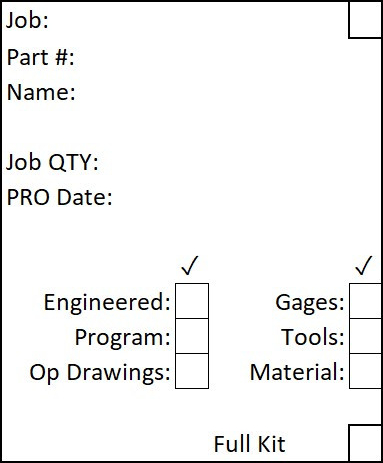 Job:
Part #:
Name:
Job QTY:
PRO Date:
✓ ✓
Engineered: Gages:
Program: Tools:
Op Drawings: Material:
Full Kit